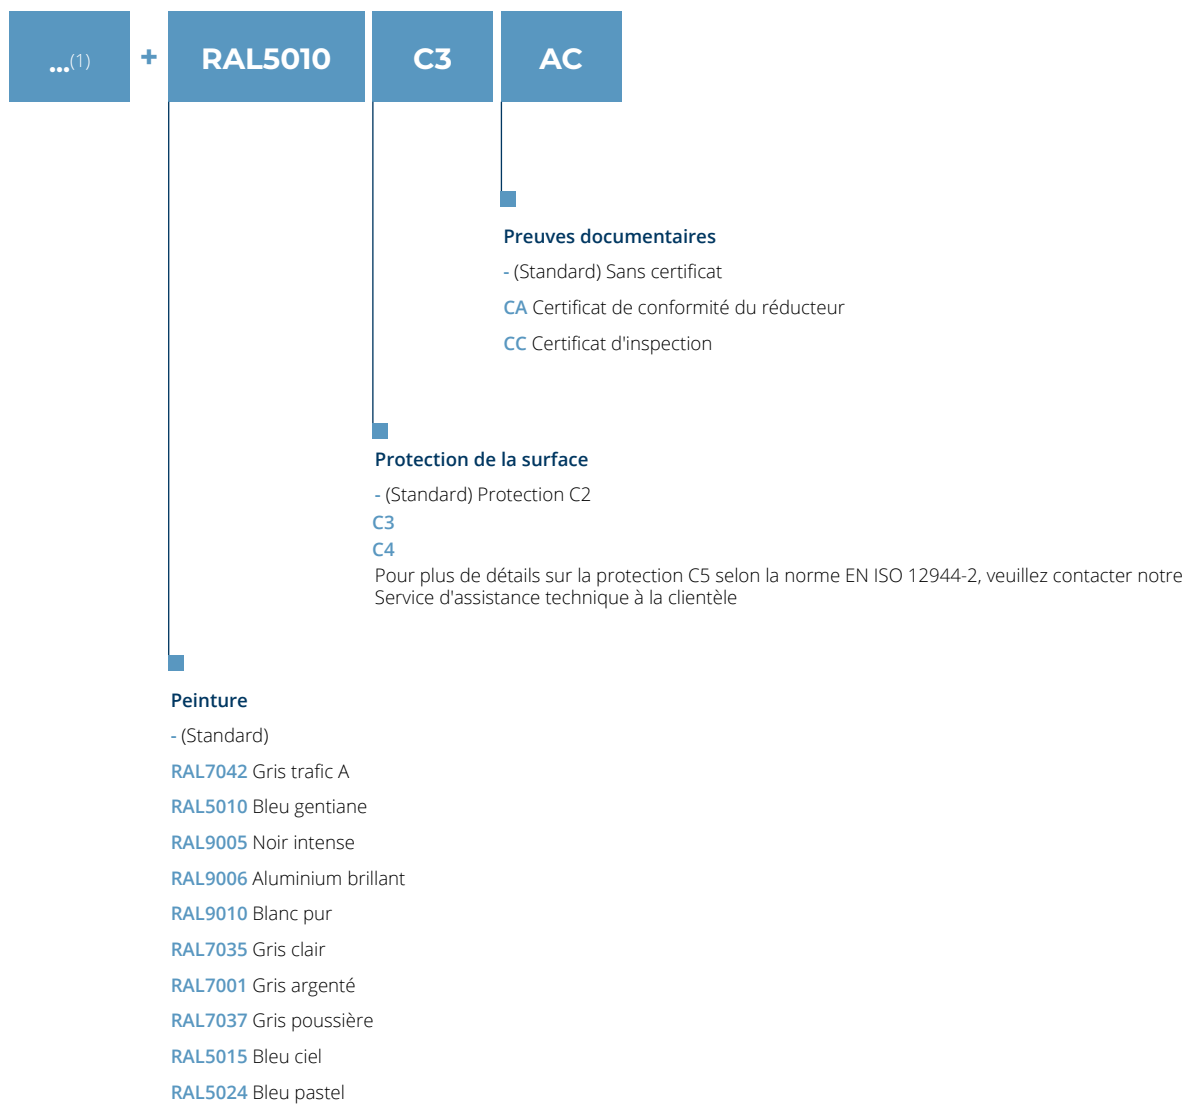 ...(1) + RAL5010 C3 AC
Preuves documentaires
- (Standard) Sans certificat
CA Certificat de conformité du réducteur
CC Certificat d'inspection
Protection de la surface
- (Standard) Protection C2
C3
C4
Pour plus de détails sur la protection C5 selon la norme EN ISO 12944-2, veuillez contacter notre
Service d'assistance technique à la clientèle
Peinture
- (Standard)
RAL7042 Gris trafic A
RAL5010 Bleu gentiane
RAL9005 Noir intense
RAL9006 Aluminium brillant
RAL9010 Blanc pur
RAL7035 Gris clair
RAL7001 Gris argenté
RAL7037 Gris poussière
RAL5015 Bleu ciel
RAL5024 Bleu pastel